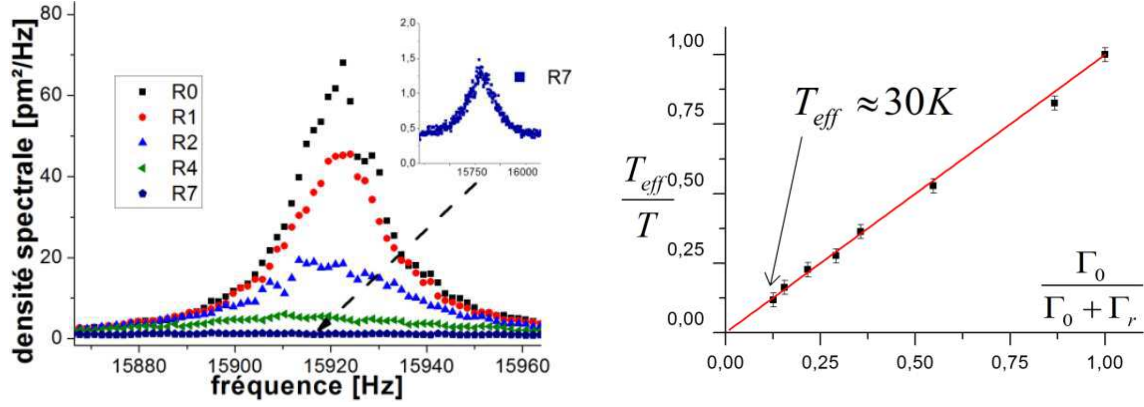 densité spectrale [pm²/Hz]
80
60
40
20
0
R0
R1
R2
R4
R7
2,0
1,5
1,0
0,5
0,0
15750 16000
R7
15880 15900 15920 15940 15960
fréquence [Hz]
T_eff / T
1,00
0,75
0,50
0,25
0,00
T_eff ≈ 30K
Γ₀ / (Γ₀ + Γ_r)
0,00 0,25 0,50 0,75 1,00